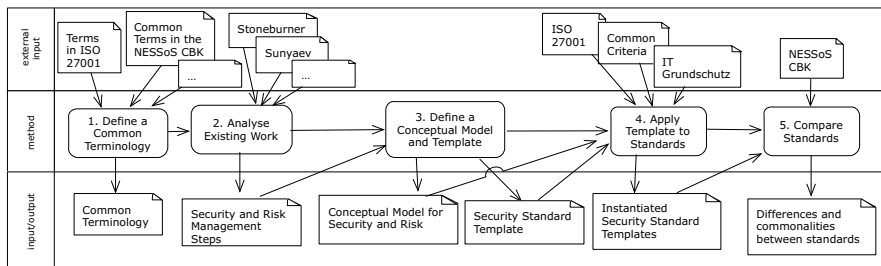 external
input
Terms
in ISO
27001
Common
Terms in the
NESSoS CBK
...
Stoneburner
Sunyaev
...
ISO
27001
Common
Criteria
IT
Grundschutz
NESSoS
CBK
method
1. Define a
Common
Terminology
2. Analyse
Existing Work
3. Define a
Conceptual Model
and Template
4. Apply
Template to
Standards
5. Compare
Standards
input/output
Common
Terminology
Security and Risk
Management
Steps
Conceptual Model for
Security and Risk
Security Standard
Template
Instantiated
Security Standard
Templates
Differences and
commonalities
between standards